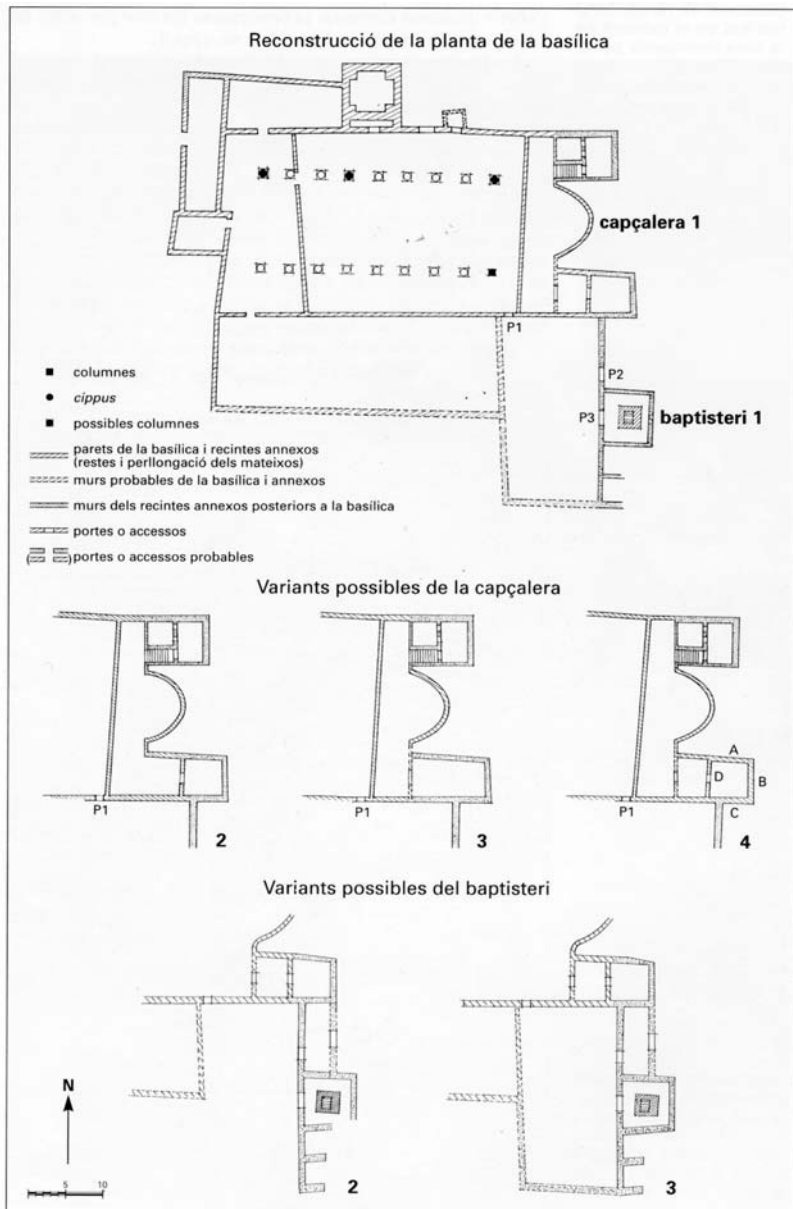 Reconstrucció de la planta de la basílica
capçalera 1
P1
P2
P3
baptisteri 1
columnes
cippus
possibles columnes
parets de la basílica i recintes annexos
(restes i perllongació dels mateixos)
murs probables de la basílica i annexos
murs dels recintes annexos posteriors a la basílica
portes o accessos
( ) portes o accessos probables
Variants possibles de la capçalera
P1
2
P1
3
A
D
B
C
P1
4
Variants possibles del baptisteri
N
5 10
2
3